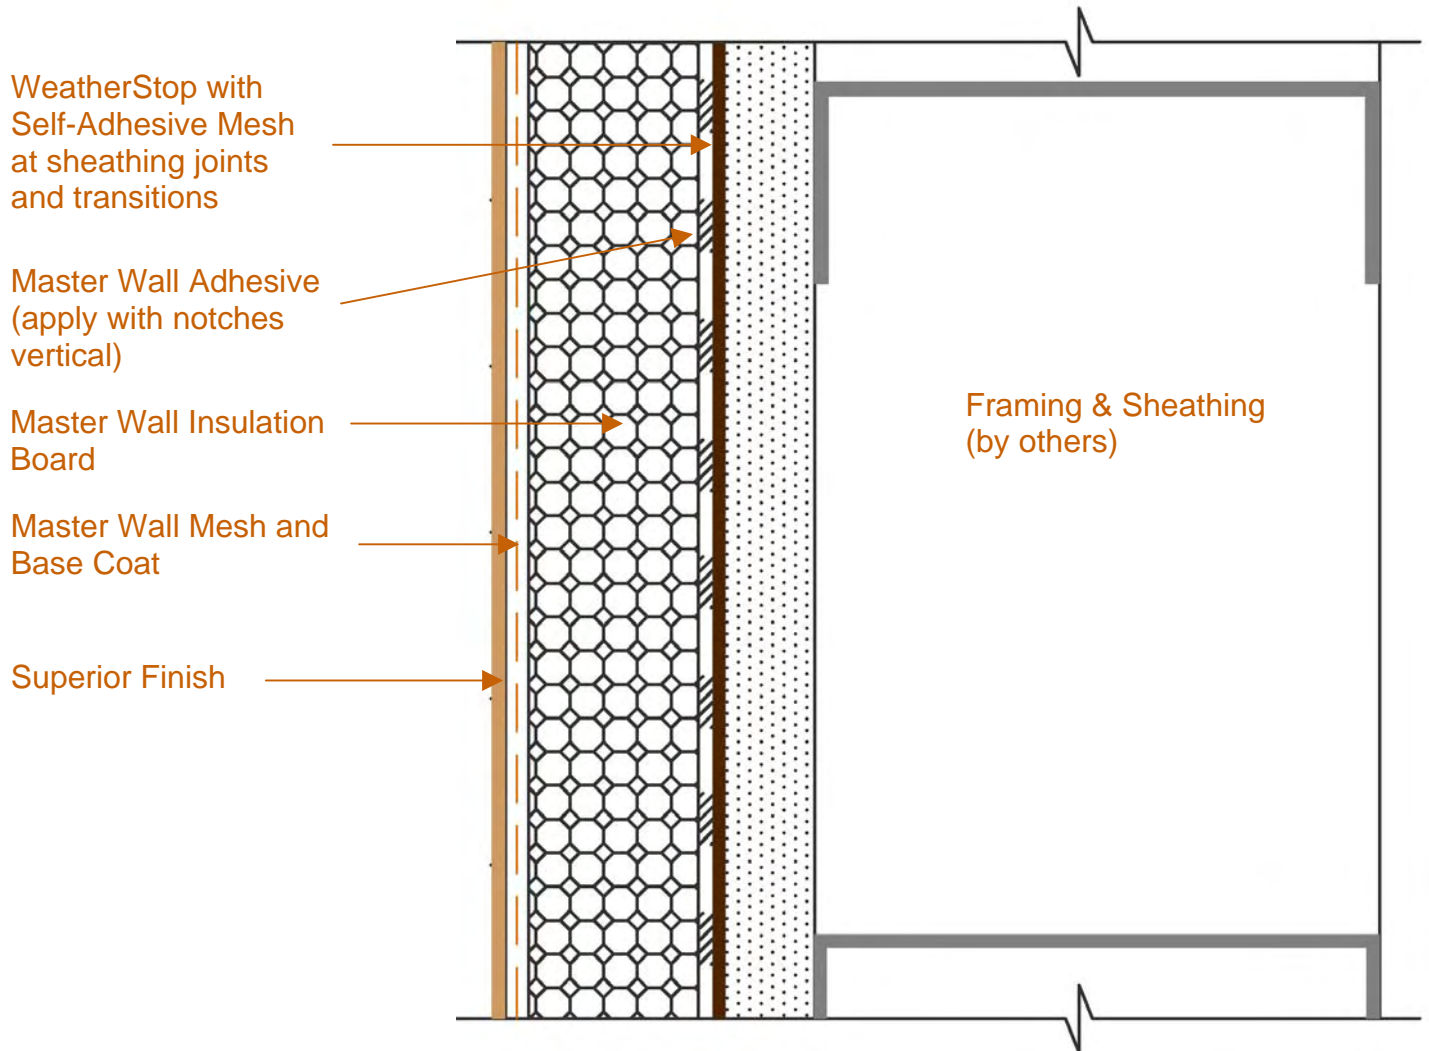 WeatherStop with
Self-Adhesive Mesh
at sheathing joints
and transitions
Master Wall Adhesive
(apply with notches
vertical)
Master Wall Insulation
Board
Master Wall Mesh and
Base Coat
Superior Finish
Framing & Sheathing
(by others)